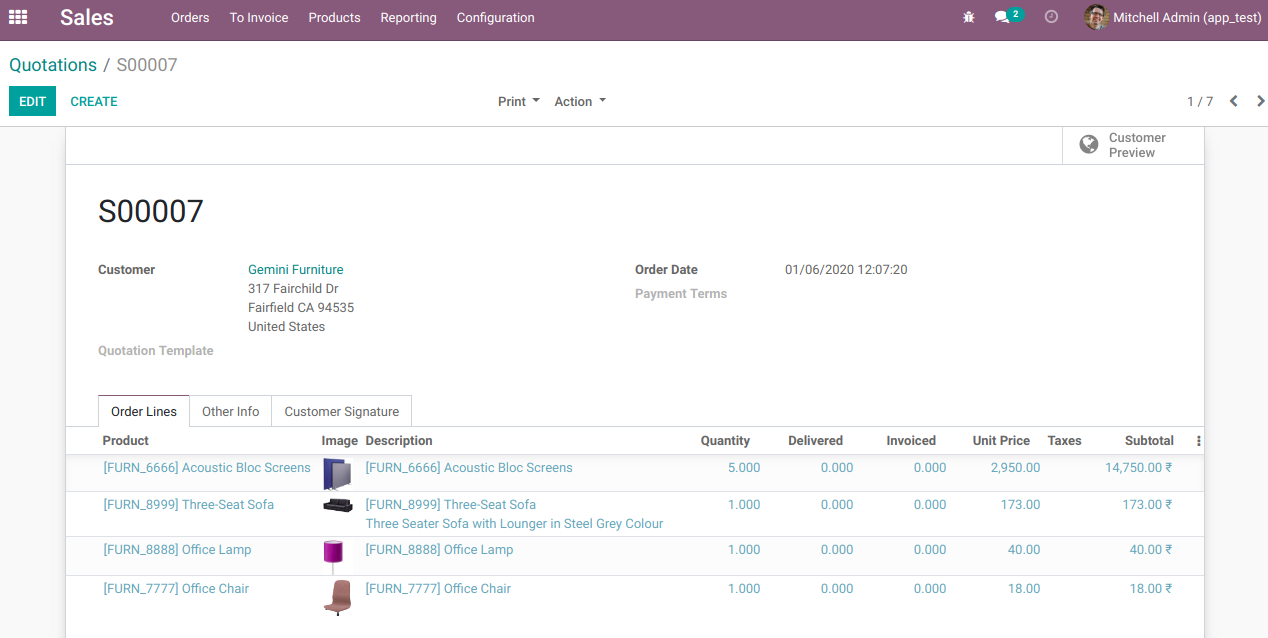 Sales Orders To Invoice Products Reporting Configuration 2 Mitchell Admin (app_test)
Quotations / S00007
EDIT CREATE Print Action 1 / 7
Customer
Preview
S00007
Customer Gemini Furniture Order Date 01/06/2020 12:07:20
317 Fairchild Dr Payment Terms
Fairfield CA 94535
United States
Quotation Template
Order Lines Other Info Customer Signature
Product Image Description Quantity Delivered Invoiced Unit Price Taxes Subtotal
[FURN_6666] Acoustic Bloc Screens [FURN_6666] Acoustic Bloc Screens 5.000 0.000 0.000 2,950.00 14,750.00 ₹
[FURN_8999] Three-Seat Sofa [FURN_8999] Three-Seat Sofa 1.000 0.000 0.000 173.00 173.00 ₹
Three Seater Sofa with Lounger in Steel Grey Colour
[FURN_8888] Office Lamp [FURN_8888] Office Lamp 1.000 0.000 0.000 40.00 40.00 ₹
[FURN_7777] Office Chair [FURN_7777] Office Chair 1.000 0.000 0.000 18.00 18.00 ₹